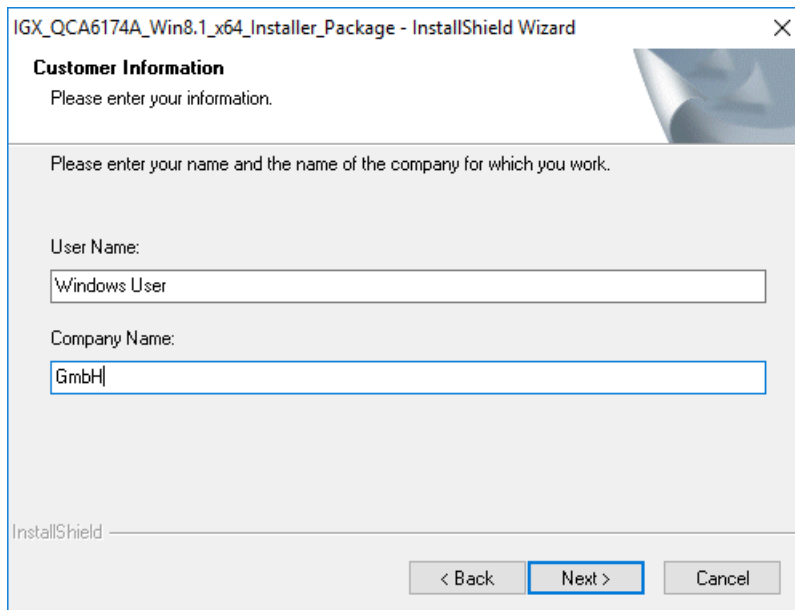 IGX_QCA6174A_Win8.1_x64_Installer_Package - InstallShield Wizard
Customer Information
Please enter your information.
Please enter your name and the name of the company for which you work.
User Name:
Windows User
Company Name:
GmbH
InstallShield
< Back Next > Cancel